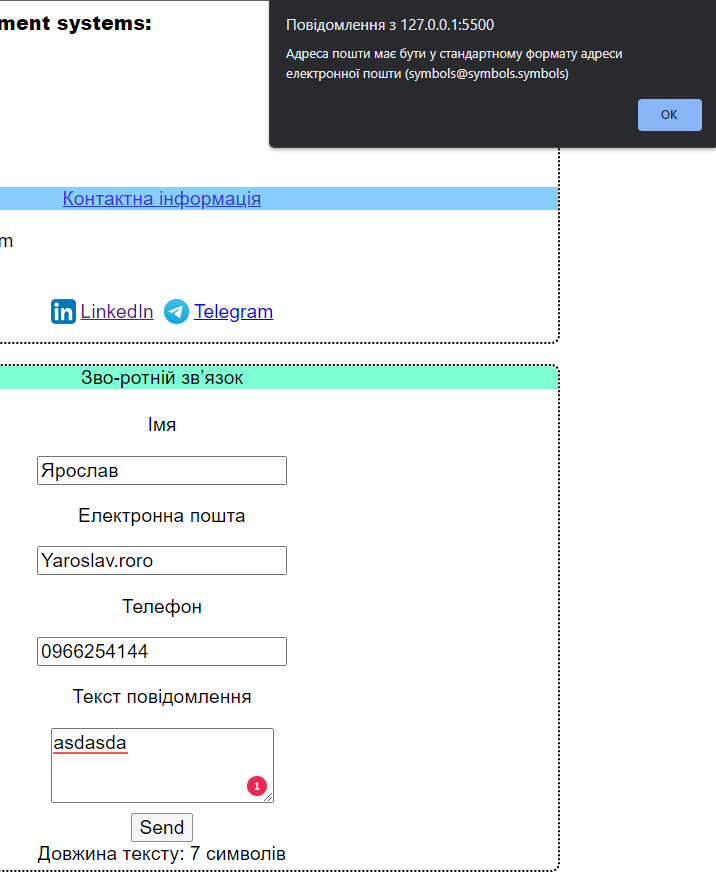 ment systems:
Повідомлення з 127.0.0.1:5500
Адреса пошти має бути у стандартному формату адреси
електронної пошти (symbols@symbols.symbols)
ОК
Контактна інформація
m
in LinkedIn Telegram
Зво-ротній зв’язок
Імя
Ярослав
Електронна пошта
Yaroslav.roro
Телефон
0966254144
Текст повідомлення
asdasda
1
Send
Довжина тексту: 7 символів